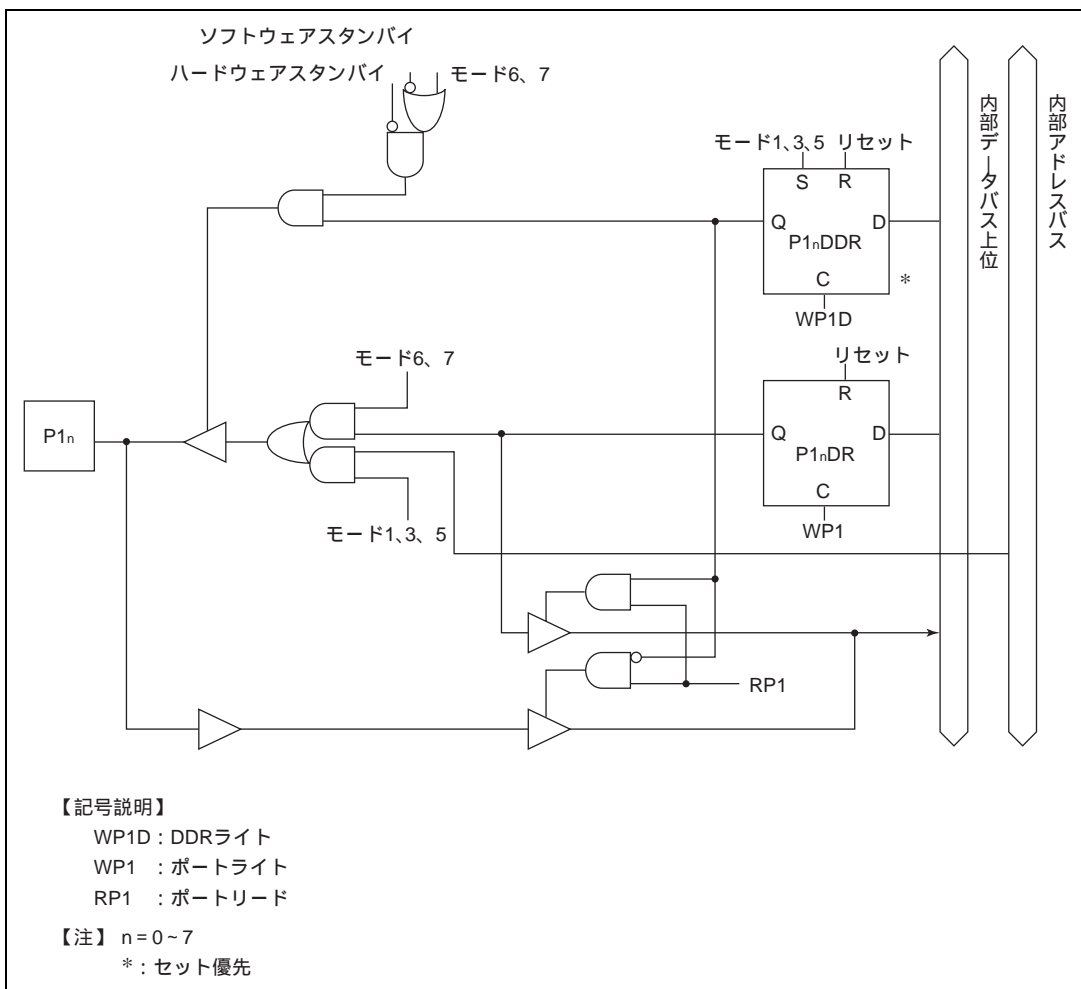 ソフトウェアスタンバイ
ハードウェアスタンバイ
モード6、7
モード1、3、5
リセット
S
R
Q
D
P1nDDR
C
*
WP1D
内部データバス上位
内部アドレスバス
モード6、7
リセット
R
P1n
Q
D
P1nDR
C
WP1
モード1、3、5
RP1
【記号説明】
WP1D : DDRライト
WP1 : ポートライト
RP1 : ポートリード
【注】 n = 0 ~ 7
* : セット優先